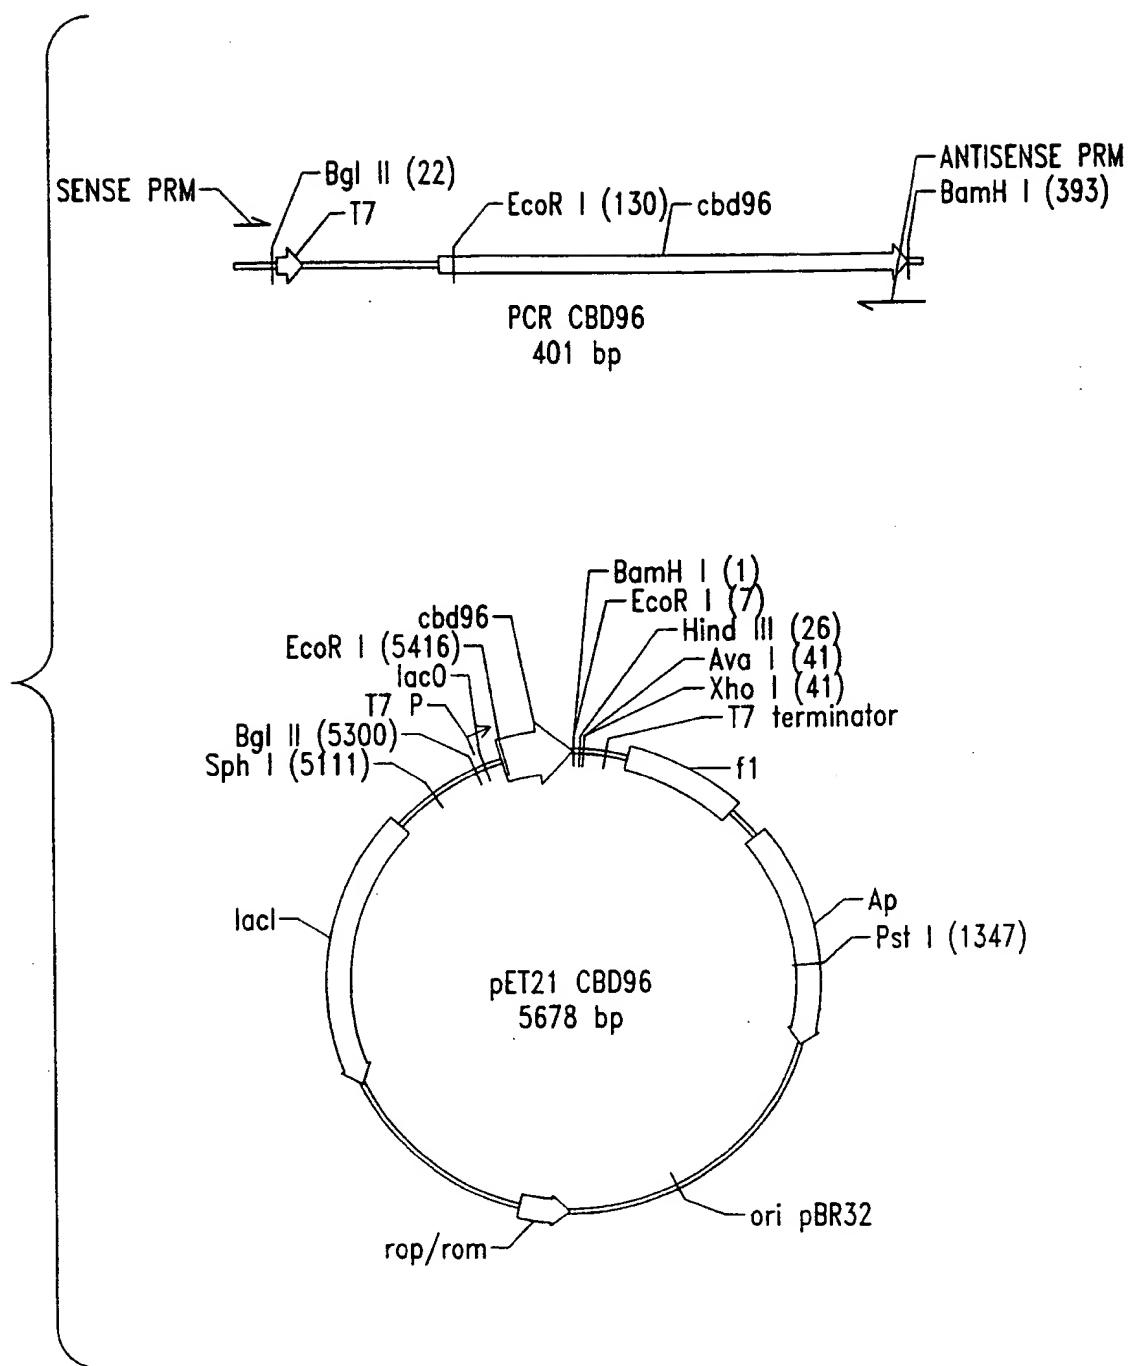 SENSE PRM
Bgl II (22)
T7
EcoR I (130)
cbd96
ANTISENSE PRM
BamH I (393)
PCR CBD96
401 bp
BamH I (1)
EcoR I (7)
Hind III (26)
Ava I (41)
Xho I (41)
T7 terminator
cbd96
EcoR I (5416)
lacO
T7 P
Bgl II (5300)
Sph I (5111)
f1
lacI
Ap
Pst I (1347)
pET21 CBD96
5678 bp
ori pBR32
rop/rom